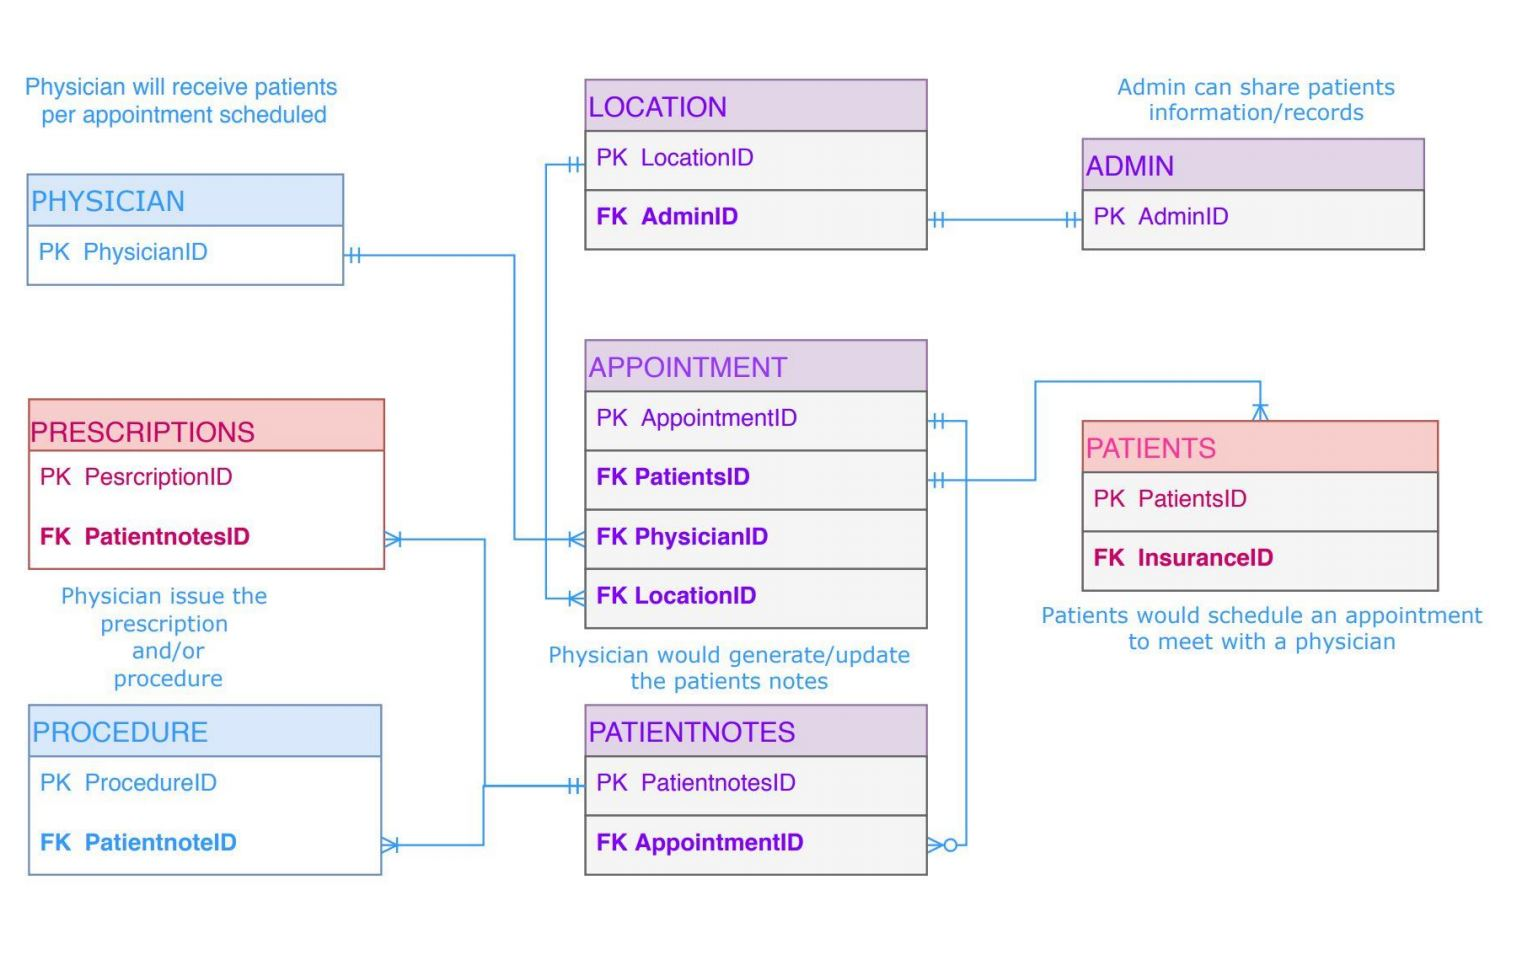 Physician will receive patients
per appointment scheduled
PHYSICIAN
PK PhysicianID
LOCATION
PK LocationID
FK AdminID
Admin can share patients
information/records
ADMIN
PK AdminID
APPOINTMENT
PK AppointmentID
FK PatientsID
FK PhysicianID
FK LocationID
PRESCRIPTIONS
PK PesrcriptionID
FK PatientnotesID
PATIENTS
PK PatientsID
FK InsuranceID
Patients would schedule an appointment
to meet with a physician
Physician issue the
prescription
and/or
procedure
Physician would generate/update
the patients notes
PROCEDURE
PK ProcedureID
FK PatientnoteID
PATIENTNOTES
PK PatientnotesID
FK AppointmentID